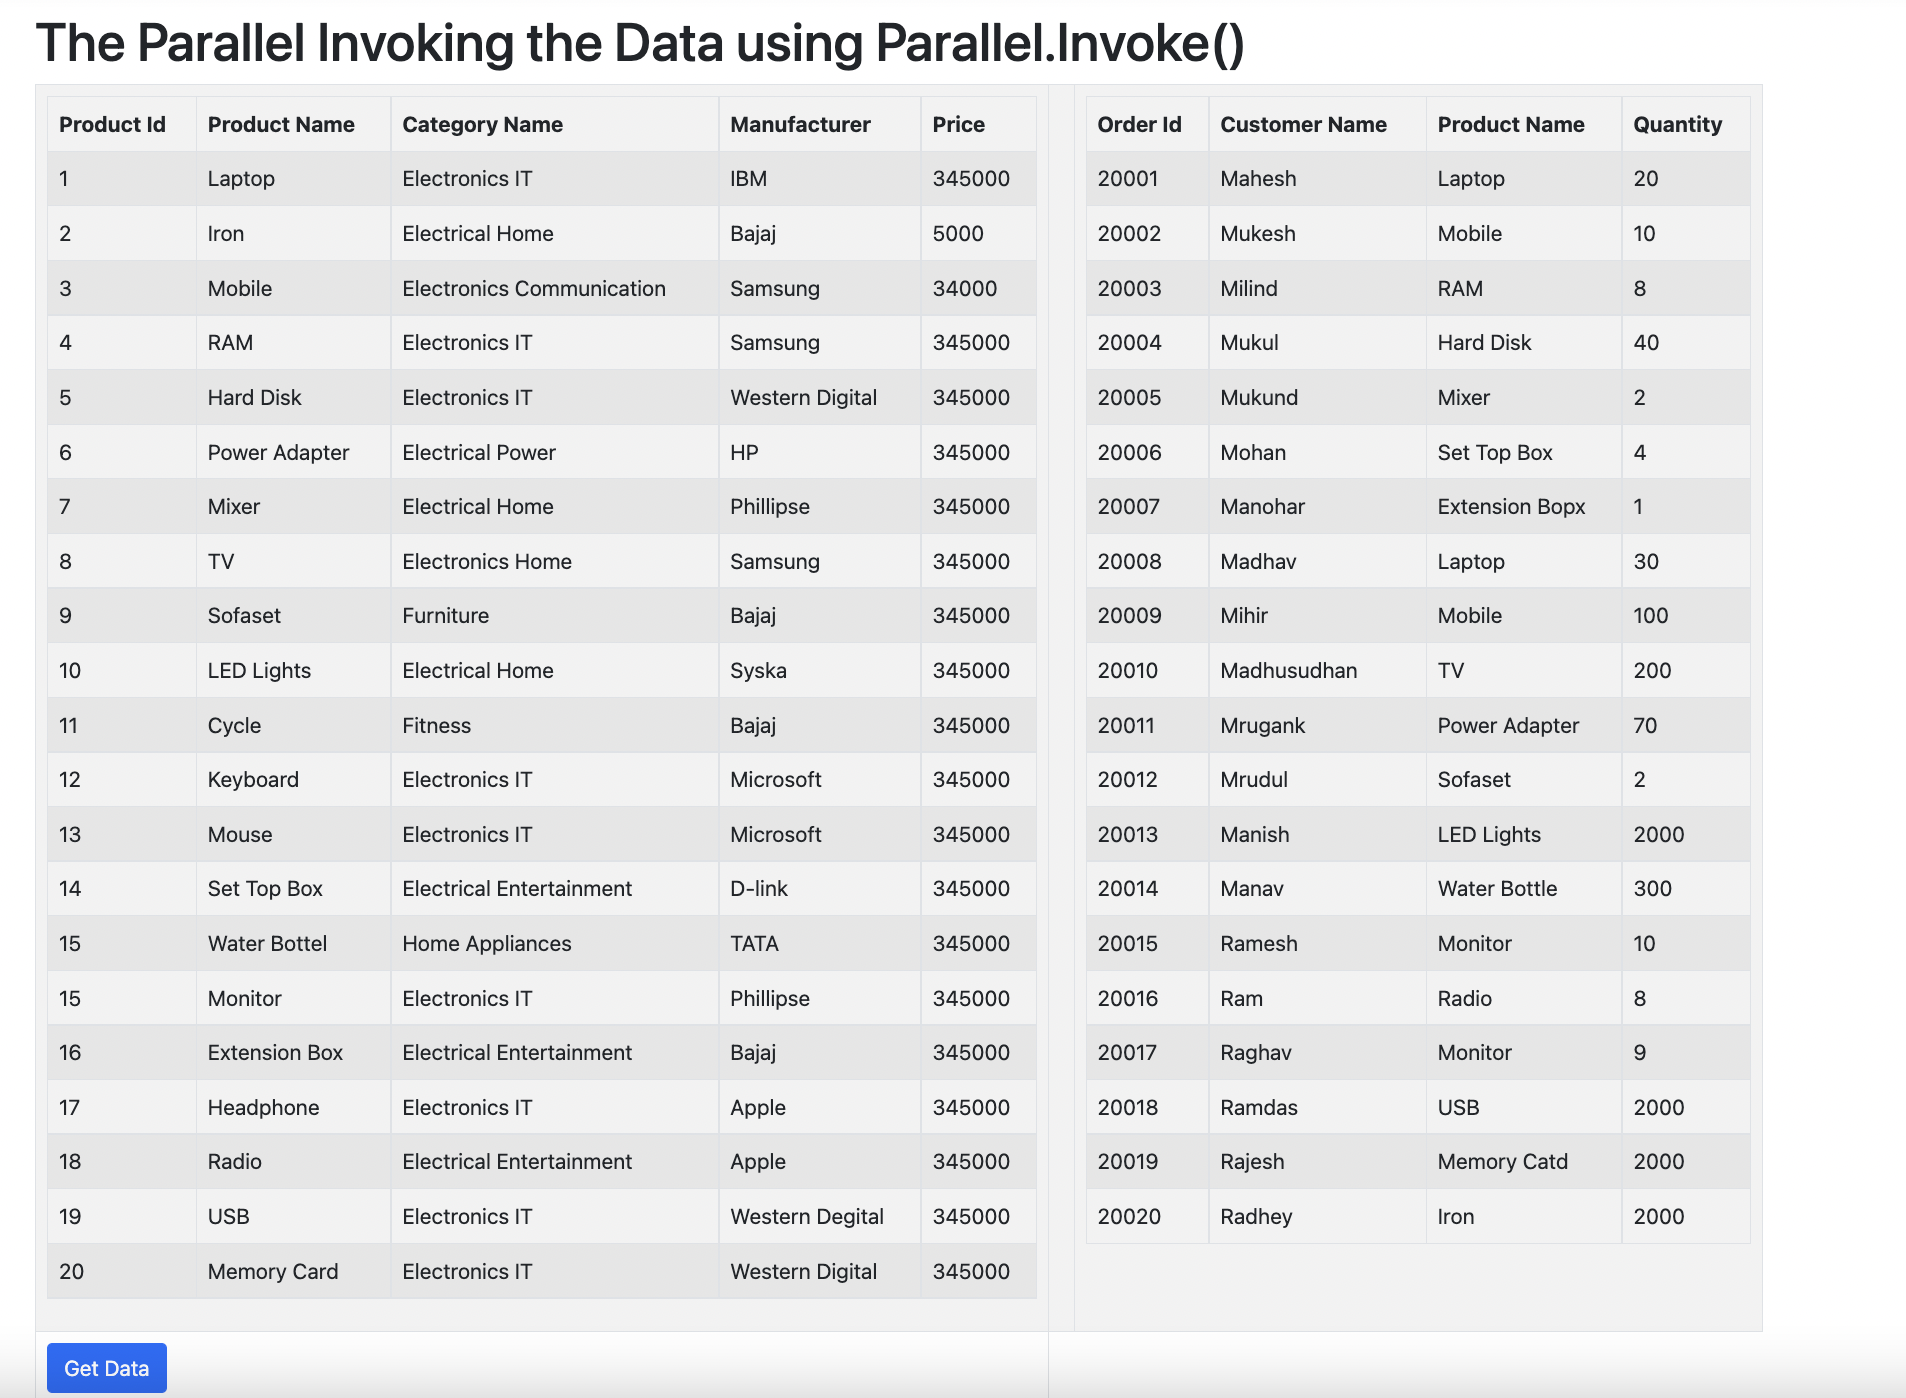 The Parallel Invoking the Data using Parallel.Invoke()
Product Id Product Name Category Name Manufacturer Price
1 Laptop Electronics IT IBM 345000
2 Iron Electrical Home Bajaj 5000
3 Mobile Electronics Communication Samsung 34000
4 RAM Electronics IT Samsung 345000
5 Hard Disk Electronics IT Western Digital 345000
6 Power Adapter Electrical Power HP 345000
7 Mixer Electrical Home Phillipse 345000
8 TV Electronics Home Samsung 345000
9 Sofaset Furniture Bajaj 345000
10 LED Lights Electrical Home Syska 345000
11 Cycle Fitness Bajaj 345000
12 Keyboard Electronics IT Microsoft 345000
13 Mouse Electronics IT Microsoft 345000
14 Set Top Box Electrical Entertainment D-link 345000
15 Water Bottel Home Appliances TATA 345000
15 Monitor Electronics IT Phillipse 345000
16 Extension Box Electrical Entertainment Bajaj 345000
17 Headphone Electronics IT Apple 345000
18 Radio Electrical Entertainment Apple 345000
19 USB Electronics IT Western Degital 345000
20 Memory Card Electronics IT Western Digital 345000
Order Id Customer Name Product Name Quantity
20001 Mahesh Laptop 20
20002 Mukesh Mobile 10
20003 Milind RAM 8
20004 Mukul Hard Disk 40
20005 Mukund Mixer 2
20006 Mohan Set Top Box 4
20007 Manohar Extension Bopx 1
20008 Madhav Laptop 30
20009 Mihir Mobile 100
20010 Madhusudhan TV 200
20011 Mrugank Power Adapter 70
20012 Mrudul Sofaset 2
20013 Manish LED Lights 2000
20014 Manav Water Bottle 300
20015 Ramesh Monitor 10
20016 Ram Radio 8
20017 Raghav Monitor 9
20018 Ramdas USB 2000
20019 Rajesh Memory Catd 2000
20020 Radhey Iron 2000
Get Data